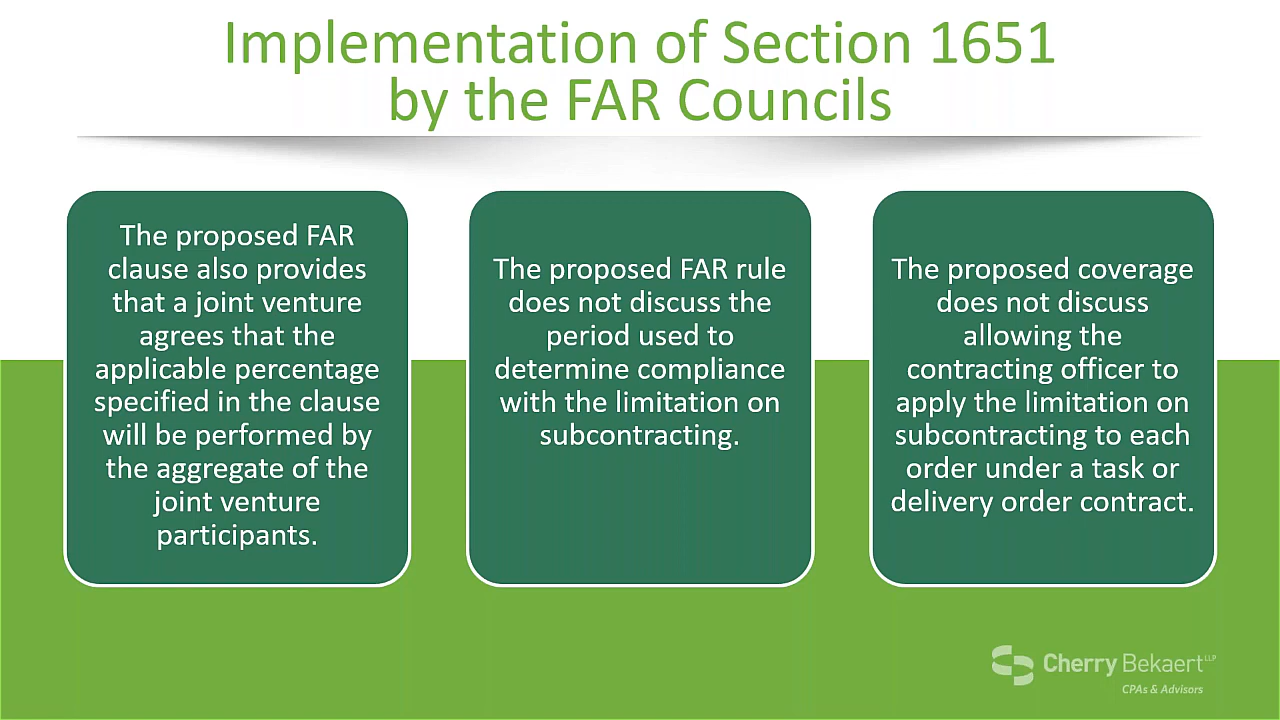 Implementation of Section 1651
by the FAR Councils
The proposed FAR
clause also provides
that a joint venture
agrees that the
applicable percentage
specified in the clause
will be performed by
the aggregate of the
joint venture
participants.
The proposed FAR rule
does not discuss the
period used to
determine compliance
with the limitation on
subcontracting.
The proposed coverage
does not discuss
allowing the
contracting officer to
apply the limitation on
subcontracting to each
order under a task or
delivery order contract.
Cherry Bekaert LLP
CPAs & Advisors